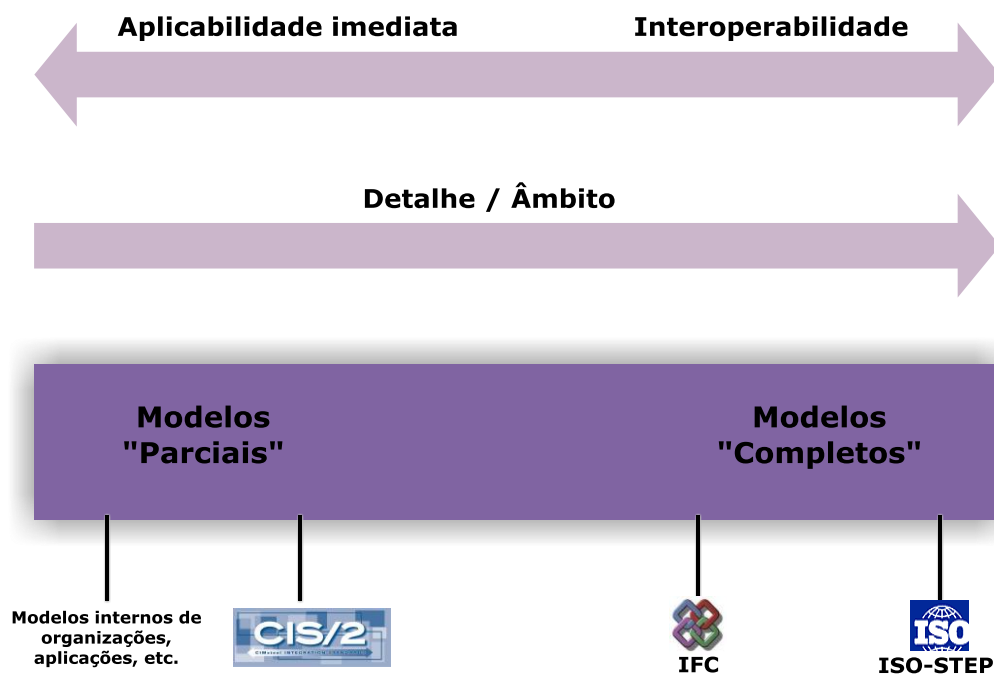 Aplicabilidade imediata
Interoperabilidade
Detalhe / Âmbito
Modelos
"Parciais"
Modelos
"Completos"
Modelos internos de
organizações,
aplicações, etc.
CIS/2
IFC
ISO
ISO-STEP